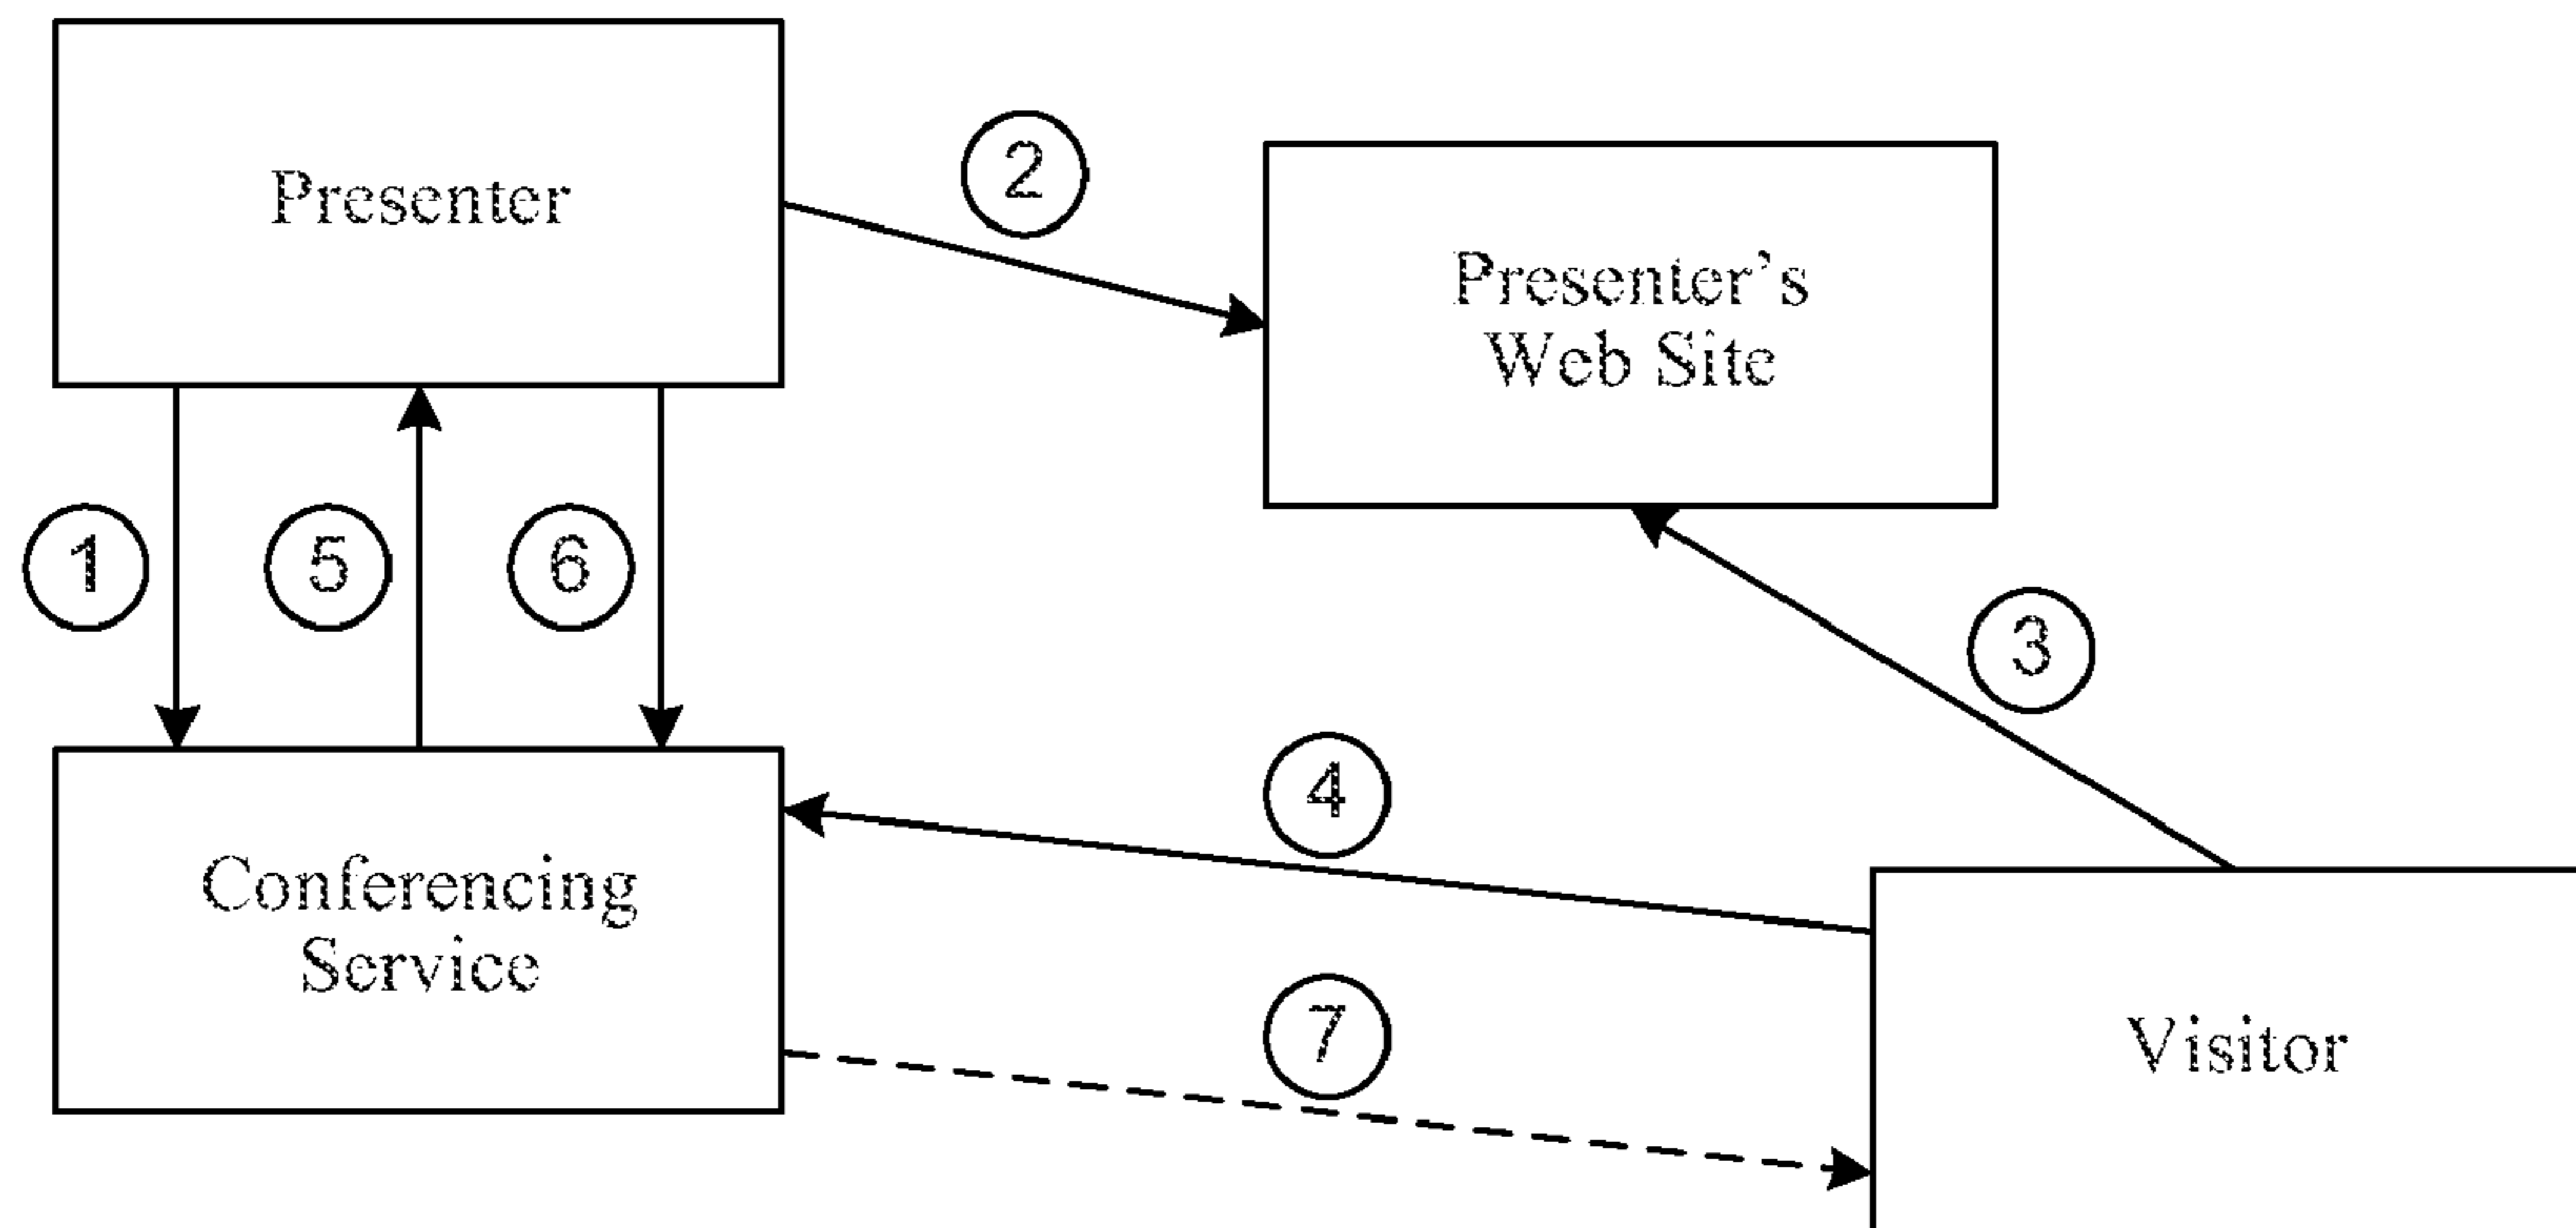 Presenter
2
Presenter's
Web Site
1
5
6
3
4
Conferencing
Service
7
Visitor